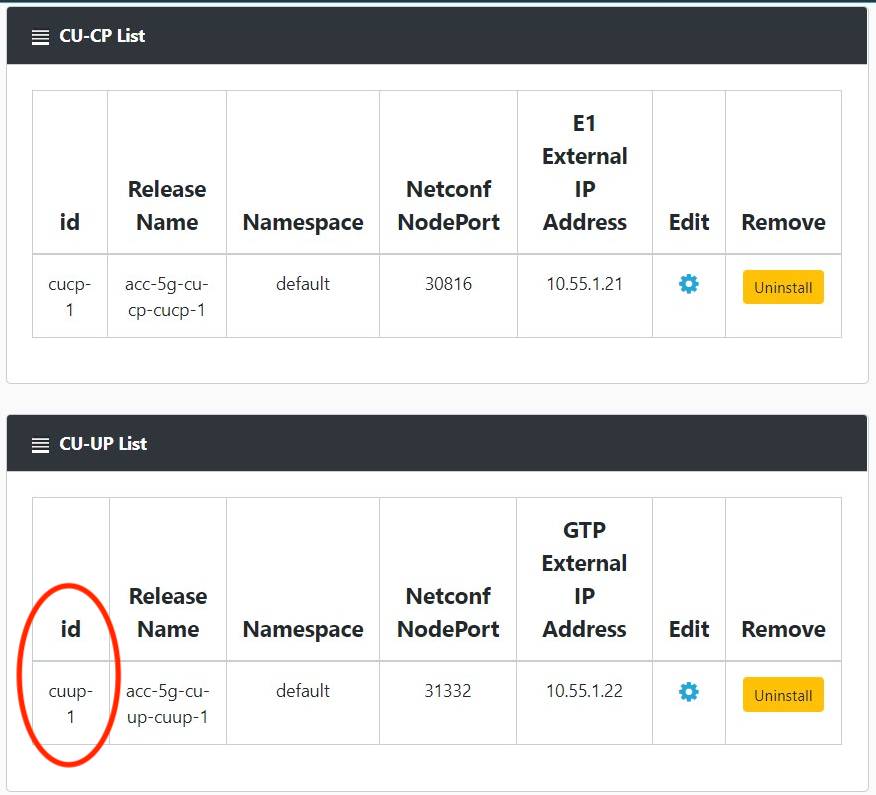 CU-CP List
id
Release
Name
Namespace
Netconf
NodePort
E1
External
IP
Address
Edit
Remove
cucp-
1
acc-5g-cu-
cp-cucp-1
default
30816
10.55.1.21
Uninstall
CU-UP List
id
Release
Name
Namespace
Netconf
NodePort
GTP
External
IP
Address
Edit
Remove
cuup-
1
acc-5g-cu-
up-cuup-1
default
31332
10.55.1.22
Uninstall